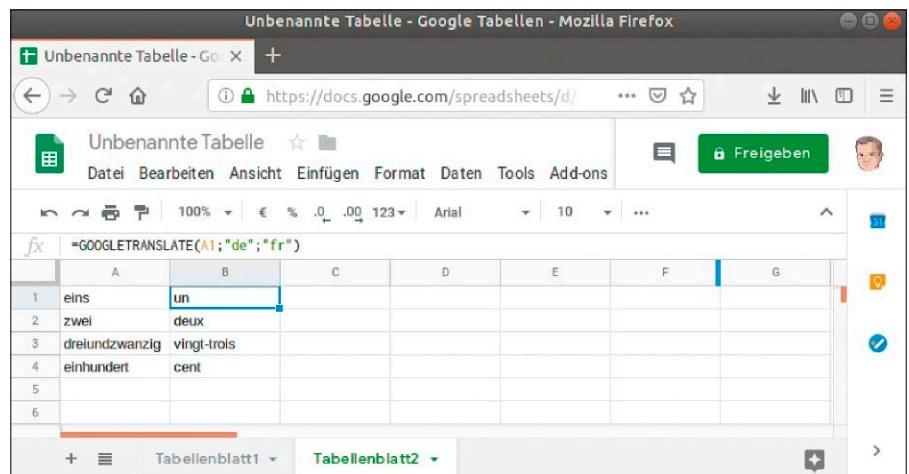 Unbenannte Tabelle - Google Tabellen - Mozilla Firefox
Unbenannte Tabelle - Go
https://docs.google.com/spreadsheets/d/
Unbenannte Tabelle
Datei Bearbeiten Ansicht Einfügen Format Daten Tools Add-ons
Freigeben
100% € % .0 .00 123 Arial 10
31
fx =GOOGLETRANSLATE(A1;"de";"fr")
A B C D E F G
1 eins un
2 zwei deux
3 dreiundzwanzig vingt-trois
4 einhundert cent
5
6
Tabellenblatt1 Tabellenblatt2